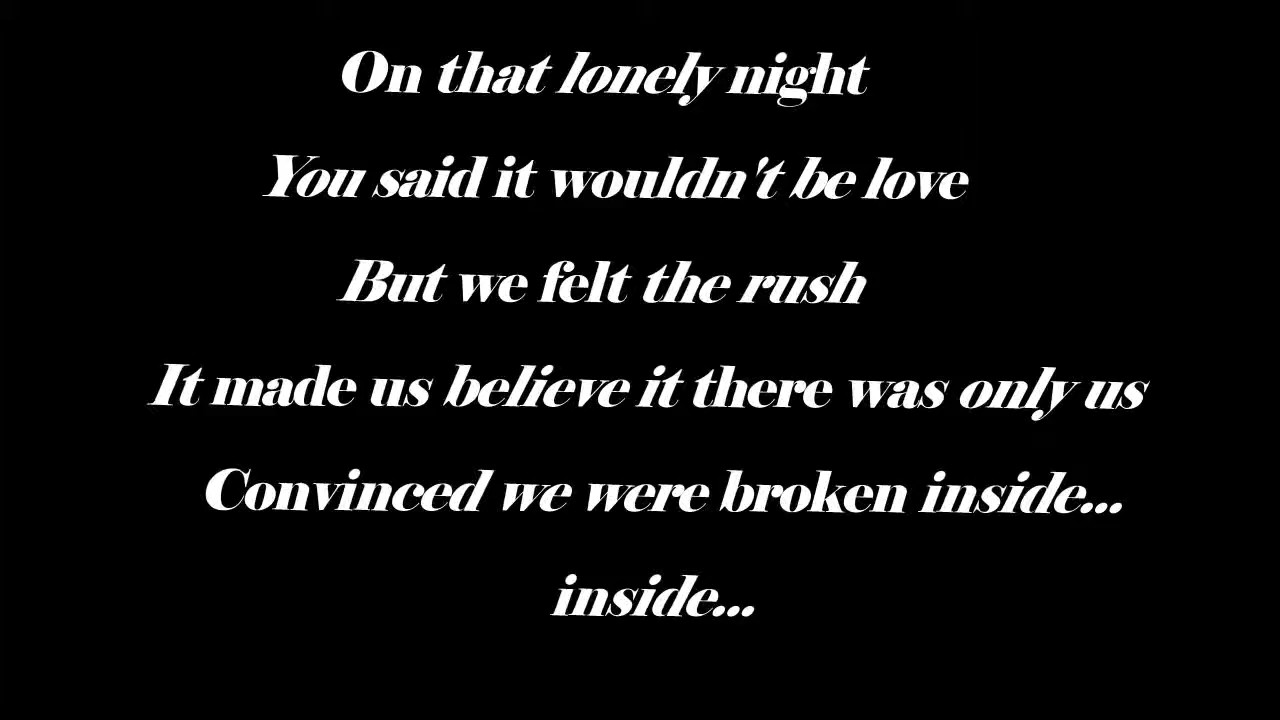 On that lonely night
You said it wouldn't be love
But we felt the rush
It made us believe it there was only us
Convinced we were broken inside...
inside...